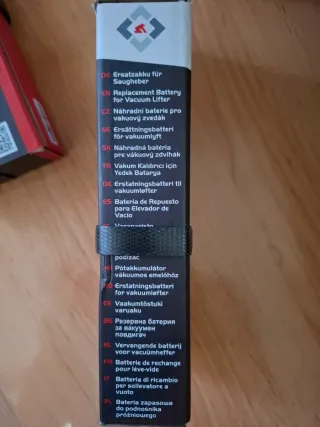 DE Ersatzakku für
Saugheber
EN Replacement Battery
for Vacuum Lifter
CZ Náhradní baterie pro
vakuový zvedák
SE Ersättningsbatteri
för vakuumlyft
SK Náhradná batéria
pre vákuový zdvihák
TR Vakum Kaldırıcı için
Yedek Batarya
DK Erstatningsbatteri til
vakuumløfter
ES Bateria de Repuesto
para Elevador de
Vacio
podizač
Pótakkumulátor
vákuumos emelőhöz
NO Erstatningsbatteri
for vacuumløfter
EE Vaakumtõstuki
varuaku
BG Резервна батерия
за вакуумен
повдигач
NL Vervangende batterij
voor vacuümheffer
FR Batterie de rechange
pour lève-vide
IT Batteria di ricambio
per sollevatore a
vuoto
PL Bateria zapasowa
do podnośnika
próżniowego